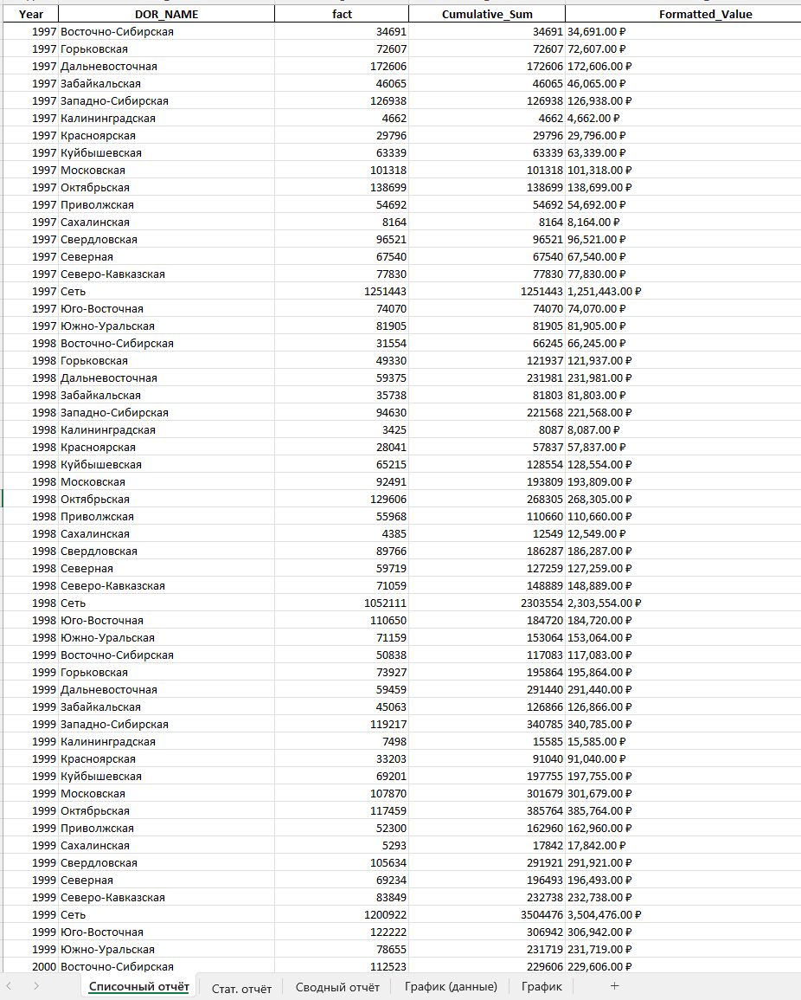 Year DOR_NAME fact Cumulative_Sum Formatted_Value
1997 Восточно-Сибирская 34691 34691 34,691.00 ₽
1997 Горьковская 72607 72607 72,607.00 ₽
1997 Дальневосточная 172606 172606 172,606.00 ₽
1997 Забайкальская 46065 46065 46,065.00 ₽
1997 Западно-Сибирская 126938 126938 126,938.00 ₽
1997 Калининградская 4662 4662 4,662.00 ₽
1997 Красноярская 29796 29796 29,796.00 ₽
1997 Куйбышевская 63339 63339 63,339.00 ₽
1997 Московская 101318 101318 101,318.00 ₽
1997 Октябрьская 138699 138699 138,699.00 ₽
1997 Приволжская 54692 54692 54,692.00 ₽
1997 Сахалинская 8164 8164 8,164.00 ₽
1997 Свердловская 96521 96521 96,521.00 ₽
1997 Северная 67540 67540 67,540.00 ₽
1997 Северо-Кавказская 77830 77830 77,830.00 ₽
1997 Сеть 1251443 1251443 1,251,443.00 ₽
1997 Юго-Восточная 74070 74070 74,070.00 ₽
1997 Южно-Уральская 81905 81905 81,905.00 ₽
1998 Восточно-Сибирская 31554 66245 66,245.00 ₽
1998 Горьковская 49330 121937 121,937.00 ₽
1998 Дальневосточная 59375 231981 231,981.00 ₽
1998 Забайкальская 35738 81803 81,803.00 ₽
1998 Западно-Сибирская 94630 221568 221,568.00 ₽
1998 Калининградская 3425 8087 8,087.00 ₽
1998 Красноярская 28041 57837 57,837.00 ₽
1998 Куйбышевская 65215 128554 128,554.00 ₽
1998 Московская 92491 193809 193,809.00 ₽
1998 Октябрьская 129606 268305 268,305.00 ₽
1998 Приволжская 55968 110660 110,660.00 ₽
1998 Сахалинская 4385 12549 12,549.00 ₽
1998 Свердловская 89766 186287 186,287.00 ₽
1998 Северная 59719 127259 127,259.00 ₽
1998 Северо-Кавказская 71059 148889 148,889.00 ₽
1998 Сеть 1052111 2303554 2,303,554.00 ₽
1998 Юго-Восточная 110650 184720 184,720.00 ₽
1998 Южно-Уральская 71159 153064 153,064.00 ₽
1999 Восточно-Сибирская 50838 117083 117,083.00 ₽
1999 Горьковская 73927 195864 195,864.00 ₽
1999 Дальневосточная 59459 291440 291,440.00 ₽
1999 Забайкальская 45063 126866 126,866.00 ₽
1999 Западно-Сибирская 119217 340785 340,785.00 ₽
1999 Калининградская 7498 15585 15,585.00 ₽
1999 Красноярская 33203 91040 91,040.00 ₽
1999 Куйбышевская 69201 197755 197,755.00 ₽
1999 Московская 107870 301679 301,679.00 ₽
1999 Октябрьская 117459 385764 385,764.00 ₽
1999 Приволжская 52300 162960 162,960.00 ₽
1999 Сахалинская 5293 17842 17,842.00 ₽
1999 Свердловская 105634 291921 291,921.00 ₽
1999 Северная 69234 196493 196,493.00 ₽
1999 Северо-Кавказская 83849 232738 232,738.00 ₽
1999 Сеть 1200922 3504476 3,504,476.00 ₽
1999 Юго-Восточная 122222 306942 306,942.00 ₽
1999 Южно-Уральская 78655 231719 231,719.00 ₽
2000 Восточно-Сибирская 112523 229606 229,606.00 ₽
Списочный отчёт Стат. отчёт Сводный отчёт График (данные) График +